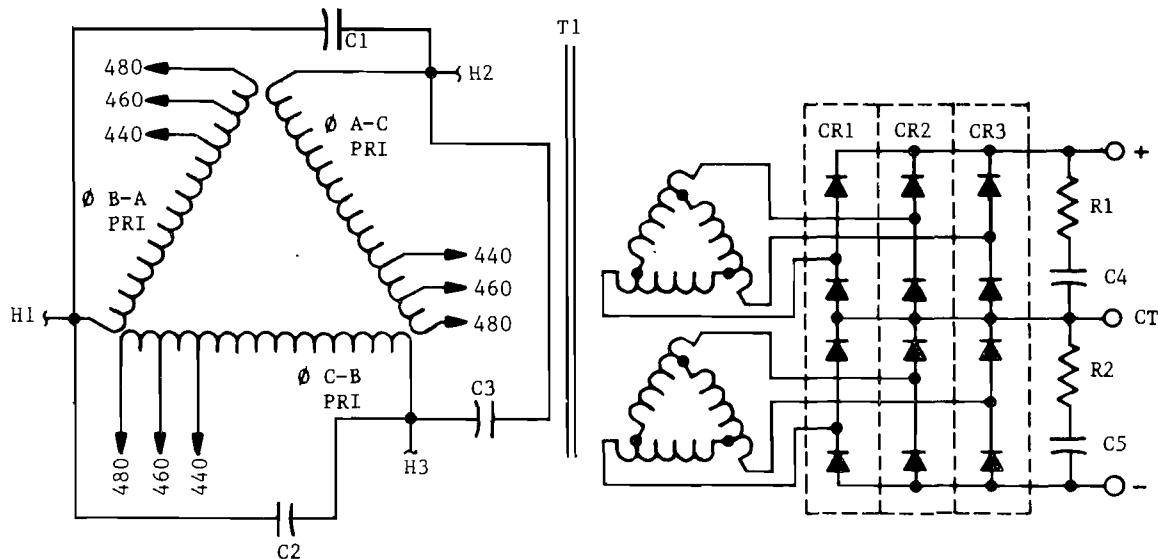 C1
T1
480
460
440
H2
Ø A-C
PRI
Ø B-A
PRI
440
460
480
H1
Ø C-B
PRI
C3
480
460
440
H3
C2
CR1
CR2
CR3
+
R1
C4
CT
R2
C5
-